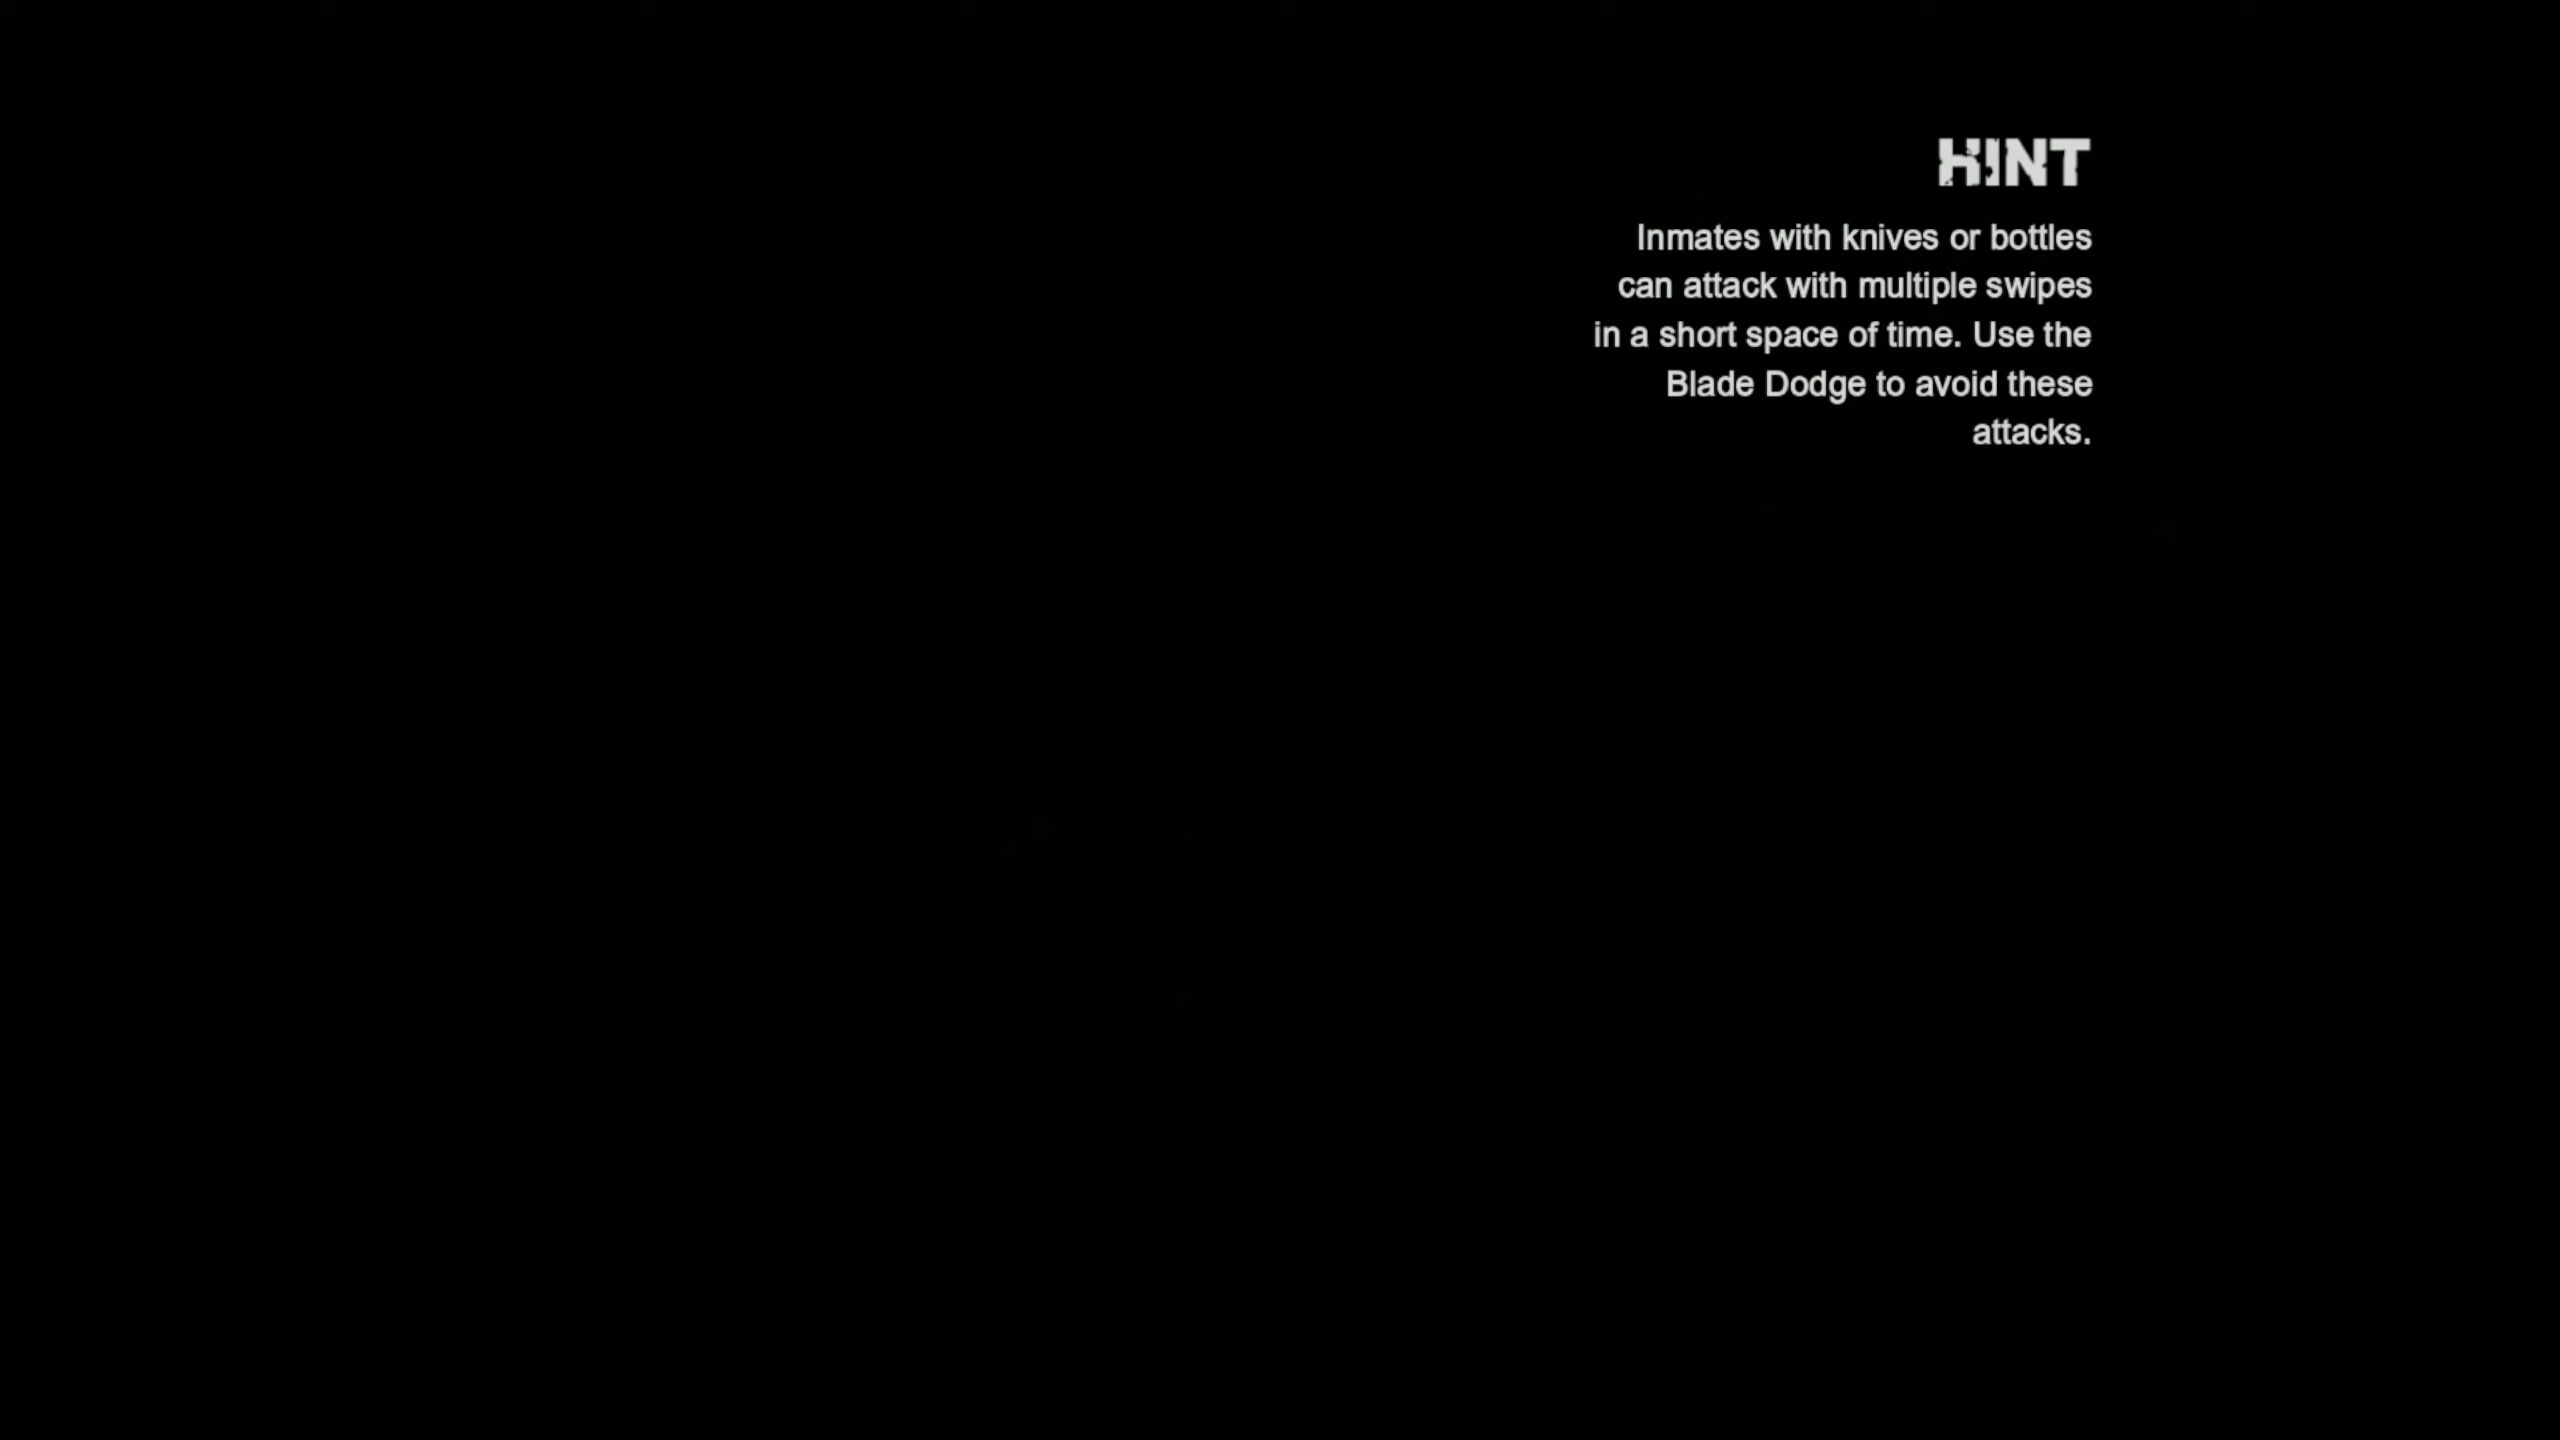 HINT
Inmates with knives or bottles
can attack with multiple swipes
in a short space of time. Use the
Blade Dodge to avoid these
attacks.